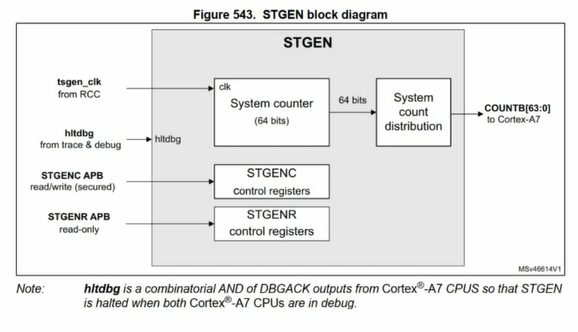 Figure 543. STGEN block diagram
STGEN
tsgen_clk
from RCC
clk
System counter
(64 bits)
64 bits
System
count
distribution
COUNTB[63:0]
to Cortex-A7
hltdbg
from trace & debug
hltdbg
STGENC APB
read/write (secured)
STGENC
control registers
STGENR APB
read-only
STGENR
control registers
MSv46614V1
Note: hltdbg is a combinatorial AND of DBGACK outputs from Cortex®-A7 CPUS so that STGEN
is halted when both Cortex®-A7 CPUs are in debug.